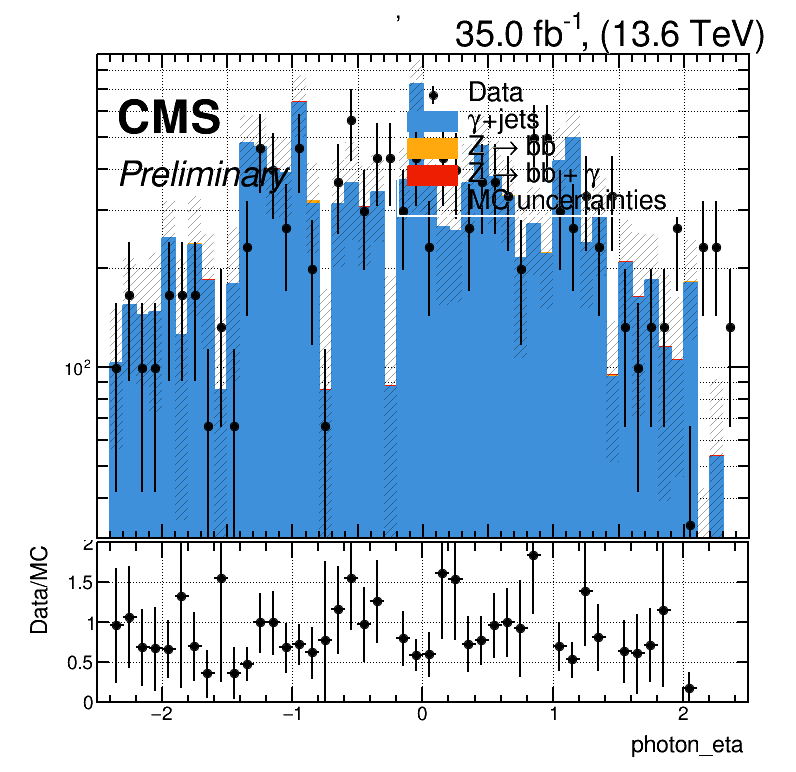 ,
35.0 fb-1, (13.6 TeV)
CMS
Preliminary
Data
γ+jets
Z → bb
Z → bb + γ
MC uncertainties
10²
Data/MC
2
1.5
1
0.5
0
−2 −1 0 1 2
photon_eta